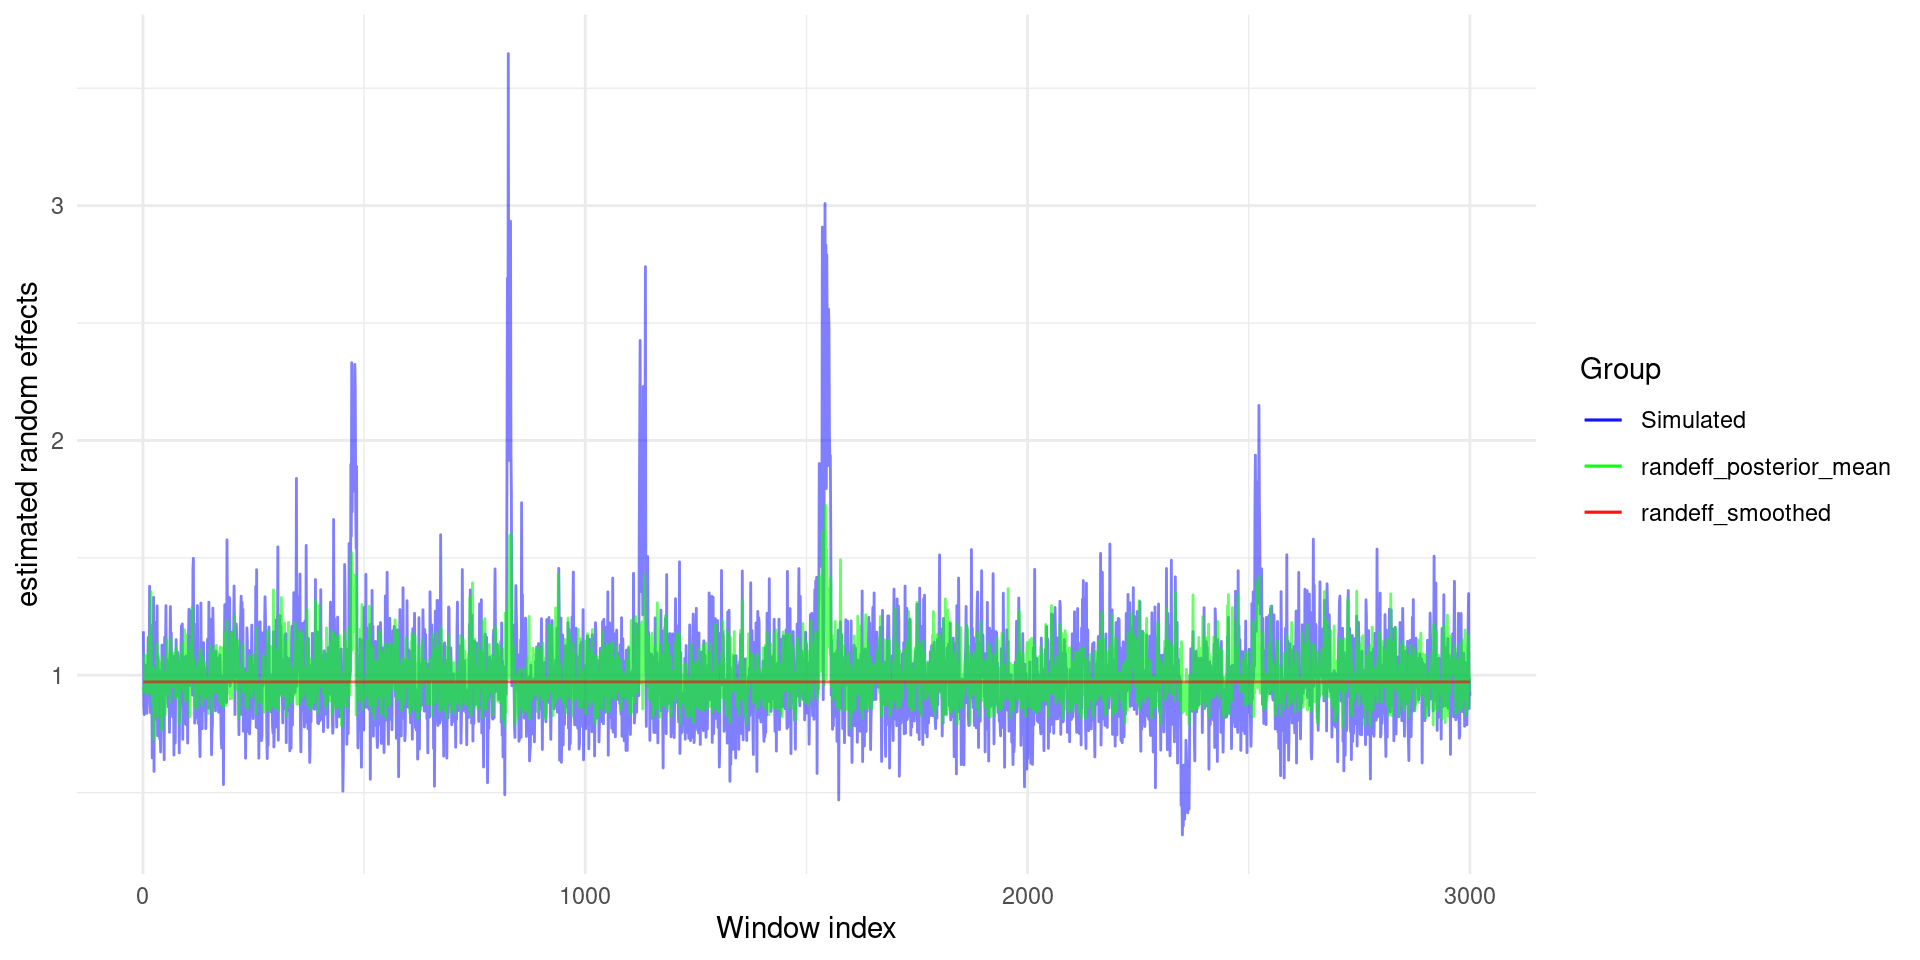 estimated random effects
3
2
1
0
1000
2000
3000
Window index
Group
Simulated
randeff_posterior_mean
randeff_smoothed